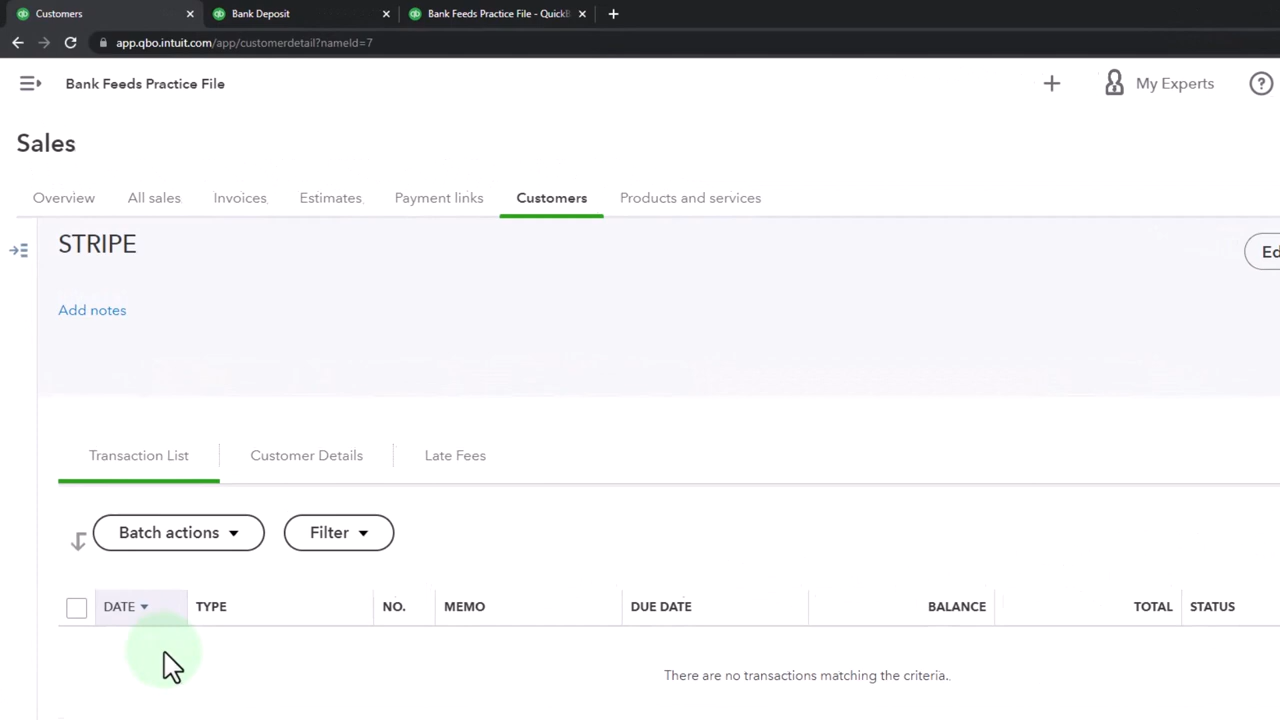 Customers
Bank Deposit
Bank Feeds Practice File - QuickB
app.qbo.intuit.com/app/customerdetail?nameId=7
Bank Feeds Practice File
My Experts
Sales
Overview
All sales
Invoices
Estimates
Payment links
Customers
Products and services
STRIPE
Ed
Add notes
Transaction List
Customer Details
Late Fees
Batch actions
Filter
DATE
TYPE
NO.
MEMO
DUE DATE
BALANCE
TOTAL
STATUS
There are no transactions matching the criteria.